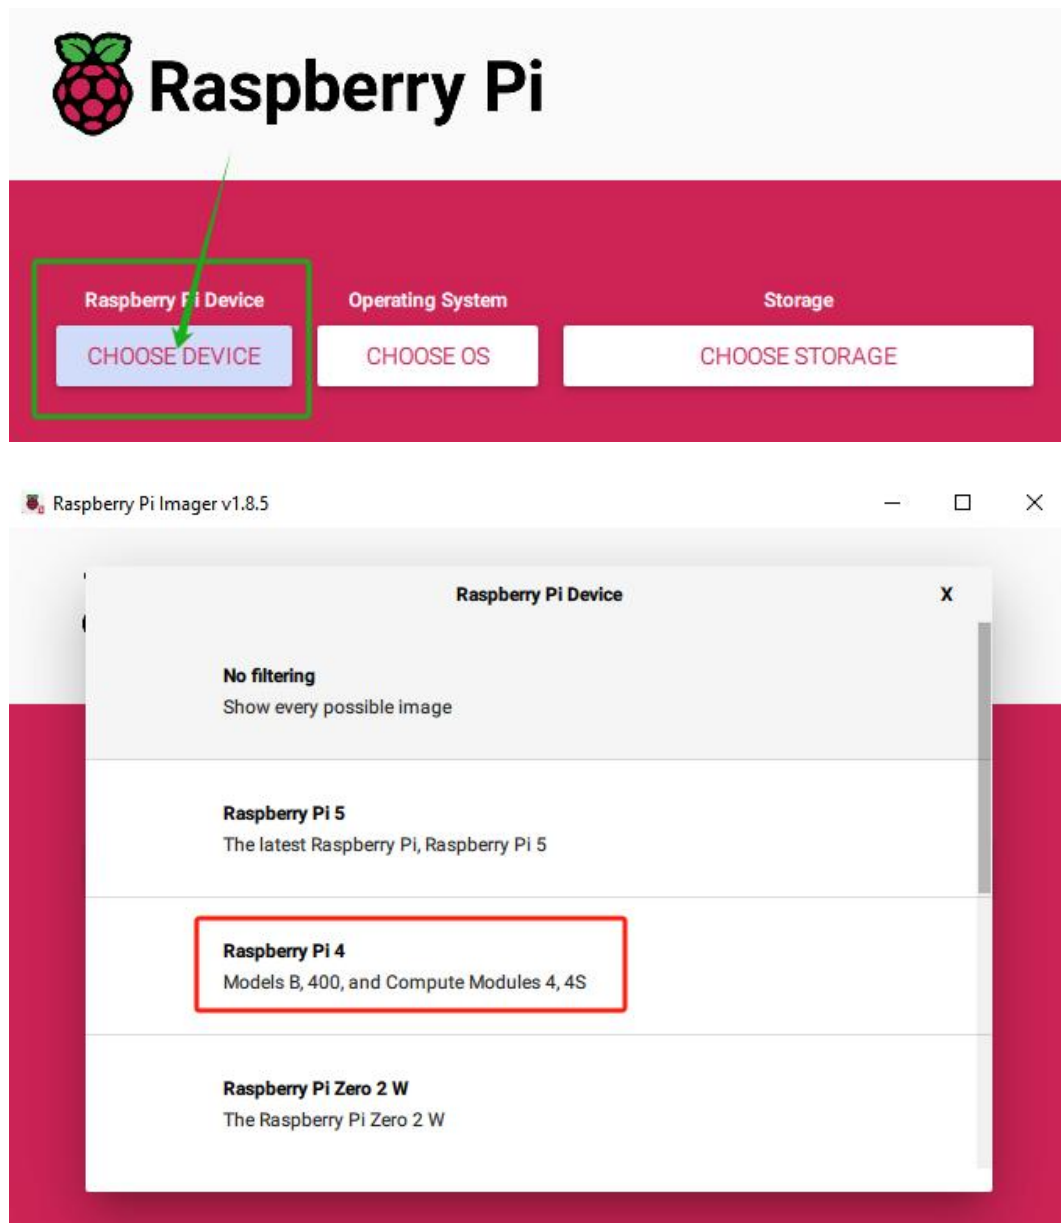 Raspberry Pi
Raspberry Pi Device
Operating System
Storage
CHOOSE DEVICE
CHOOSE OS
CHOOSE STORAGE
Raspberry Pi Imager v1.8.5
Raspberry Pi Device
X
No filtering
Show every possible image
Raspberry Pi 5
The latest Raspberry Pi, Raspberry Pi 5
Raspberry Pi 4
Models B, 400, and Compute Modules 4, 4S
Raspberry Pi Zero 2 W
The Raspberry Pi Zero 2 W